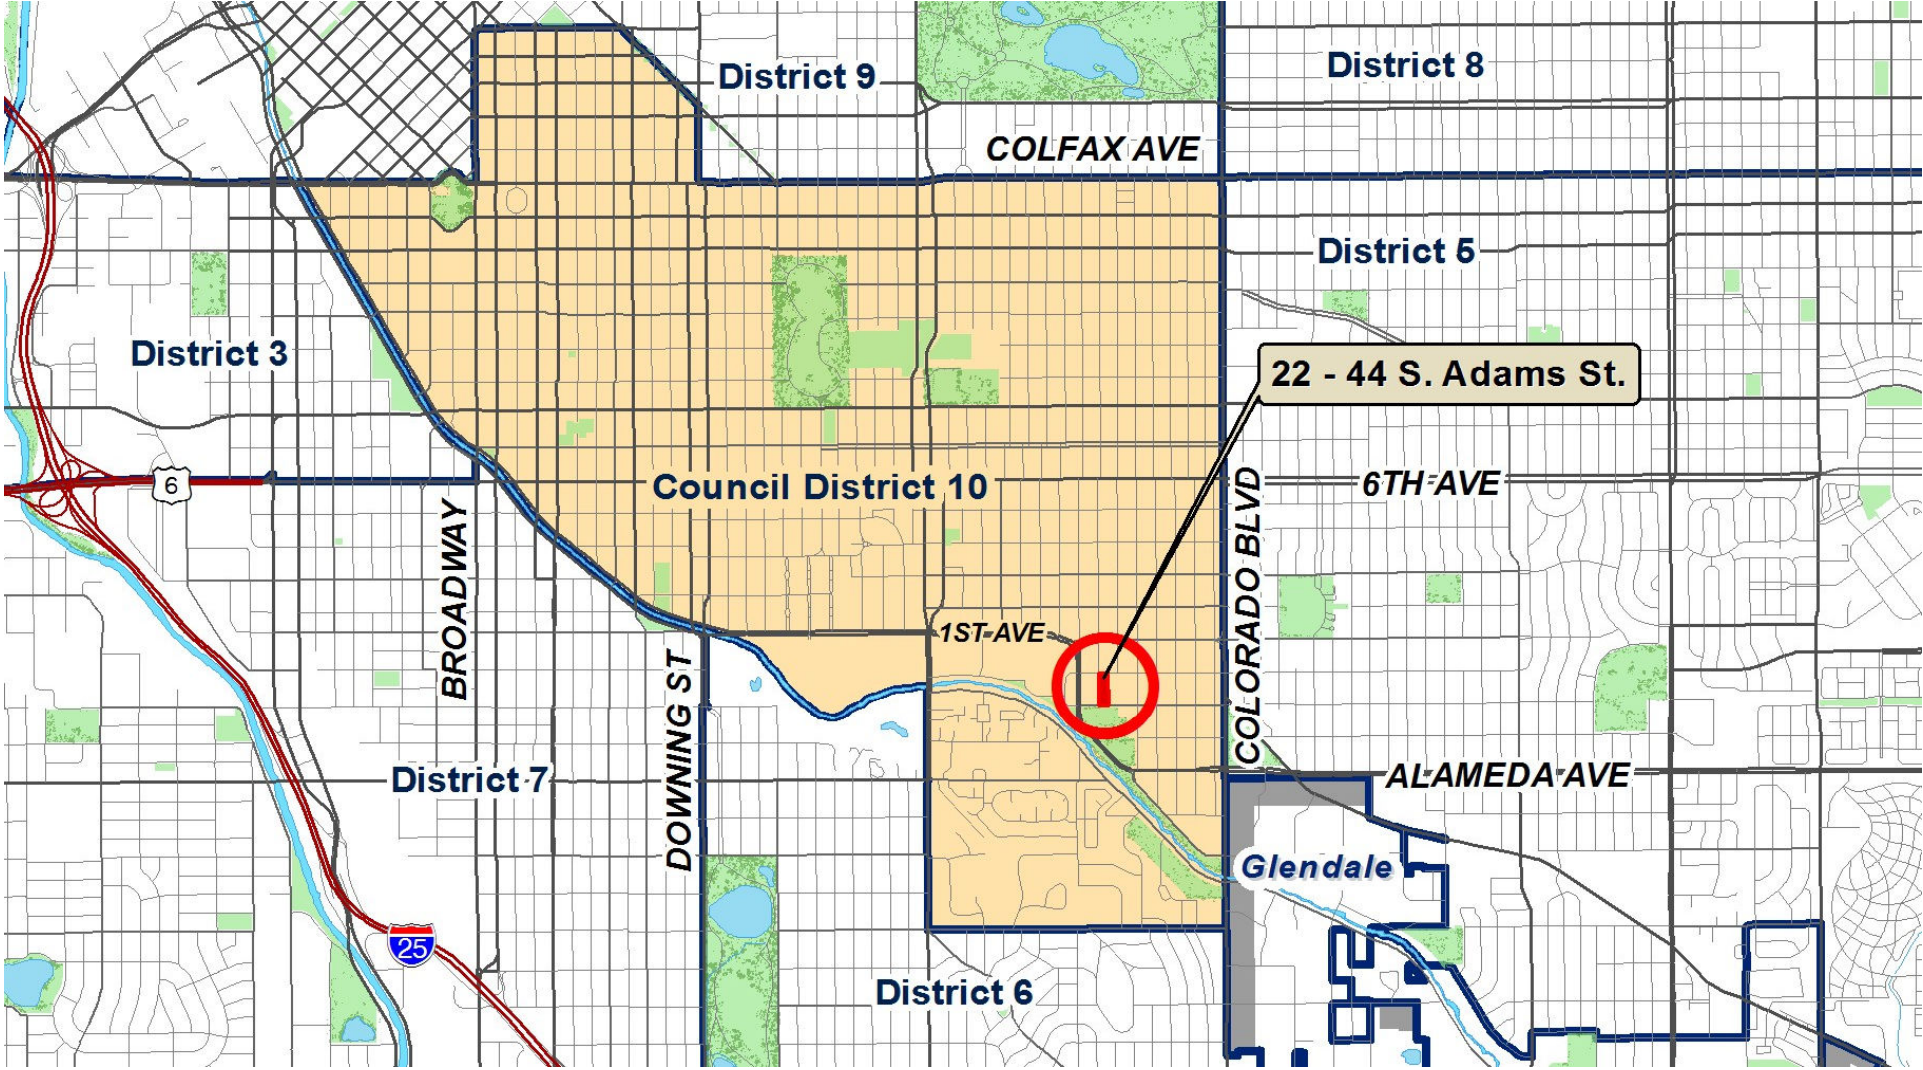 District 9
District 8
COLFAX AVE
District 5
District 3
22 - 44 S. Adams St.
Council District 10
6
6TH AVE
BROADWAY
COLORADO BLVD
1ST AVE
DOWNING ST
District 7
ALAMEDA AVE
Glendale
25
District 6